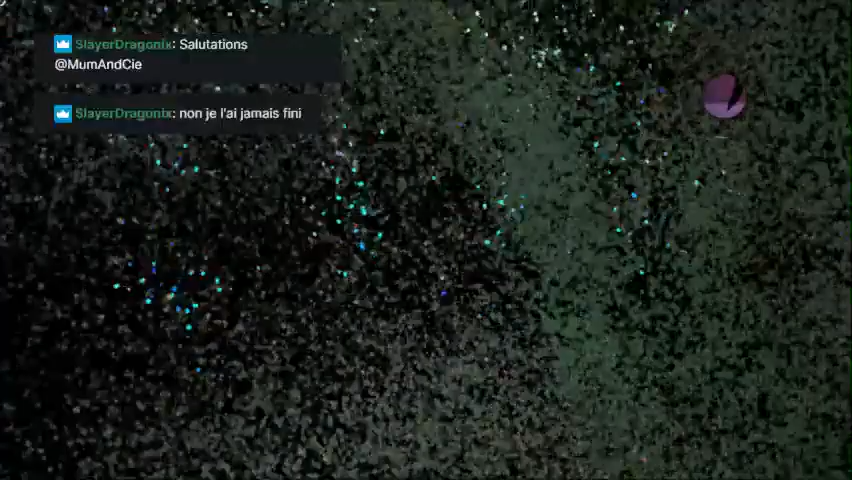 SlayerDragonix: Salutations
@MumAndCie
SlayerDragonix: non je l'ai jamais fini